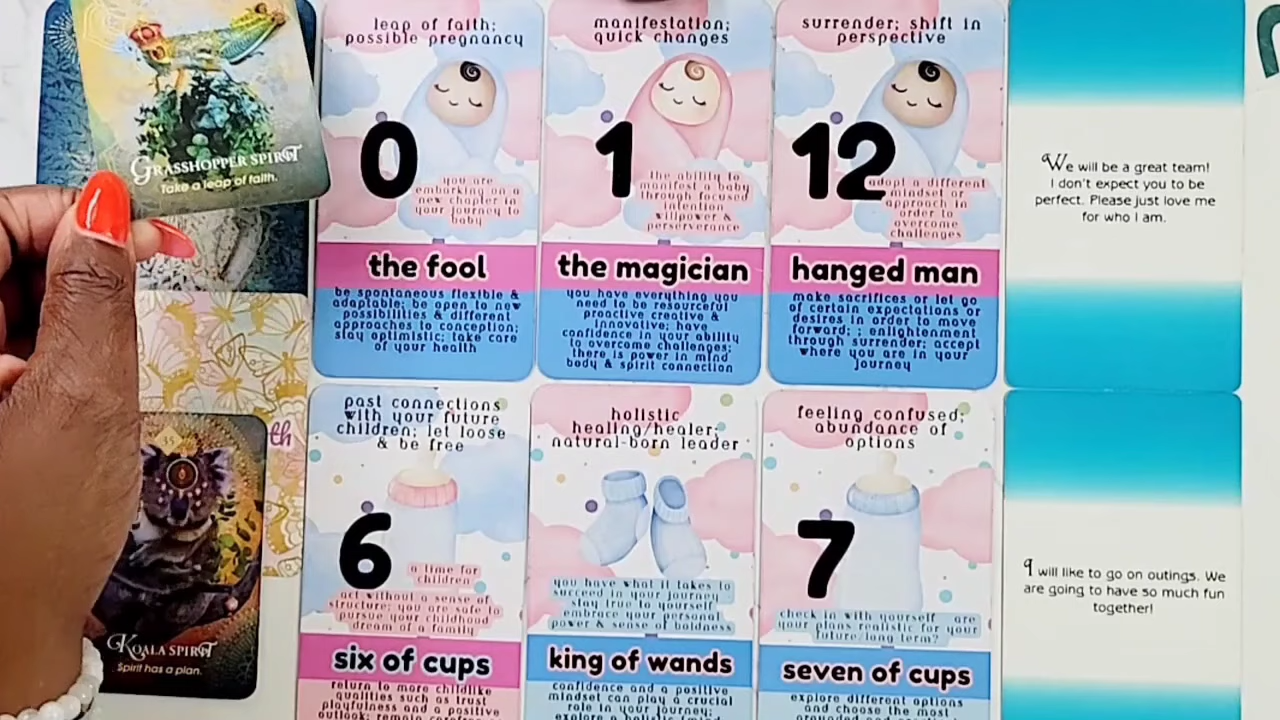 GRASSHOPPER SPIRIT
Take a leap of faith.
th
35
KOALA SPIRIT
Spirit has a plan.
leap of faith;
possible pregnancy
0
you are
embarking on a
new chapter in
your journey to
baby
the fool
be spontaneous flexible &
adaptable; be open to new
possibilities & different
approaches to conception;
stay optimistic; take care
of your health
manifestation;
quick changes
1
the ability to
manifest a baby
through focused
intention
willpower &
perseverance
the magician
you have everything you
need to be resourceful
proactive creative &
innovative; have
confidence in your ability
to overcome challenges;
there is power in mind
body & spirit connection
surrender; shift in
perspective
12
adopt a different
mindset or
approach in
order to
overcome
challenges
hanged man
make sacrifices or let go
of certain expectations or
desires in order to move
forward; ; enlightenment
through surrender; accept
where you are in your
journey
We will be a great team!
I don't expect you to be
perfect. Please just love me
for who I am.
past connections
with your future
children; let loose
& be free
6
a time for
children
act without a sense of
structure; you are safe to
pursue your childhood
dream of a family
six of cups
return to more childlike
qualities such as trust
playfulness and a positive
outlook; remain carefree
holistic
healing/healer;
natural-born leader
you have what it takes to
succeed in your journey
stay true to yourself
embrace your personal
power & sense of boldness
king of wands
confidence and a positive
mindset can play a crucial
role in your journey;
explore a holistic
feeling confused;
abundance of
options
7
check in with yourself are
your plans realistic for your
future/long term?
seven of cups
explore different options
and choose the most
I will like to go on outings. We
are going to have so much fun
together!